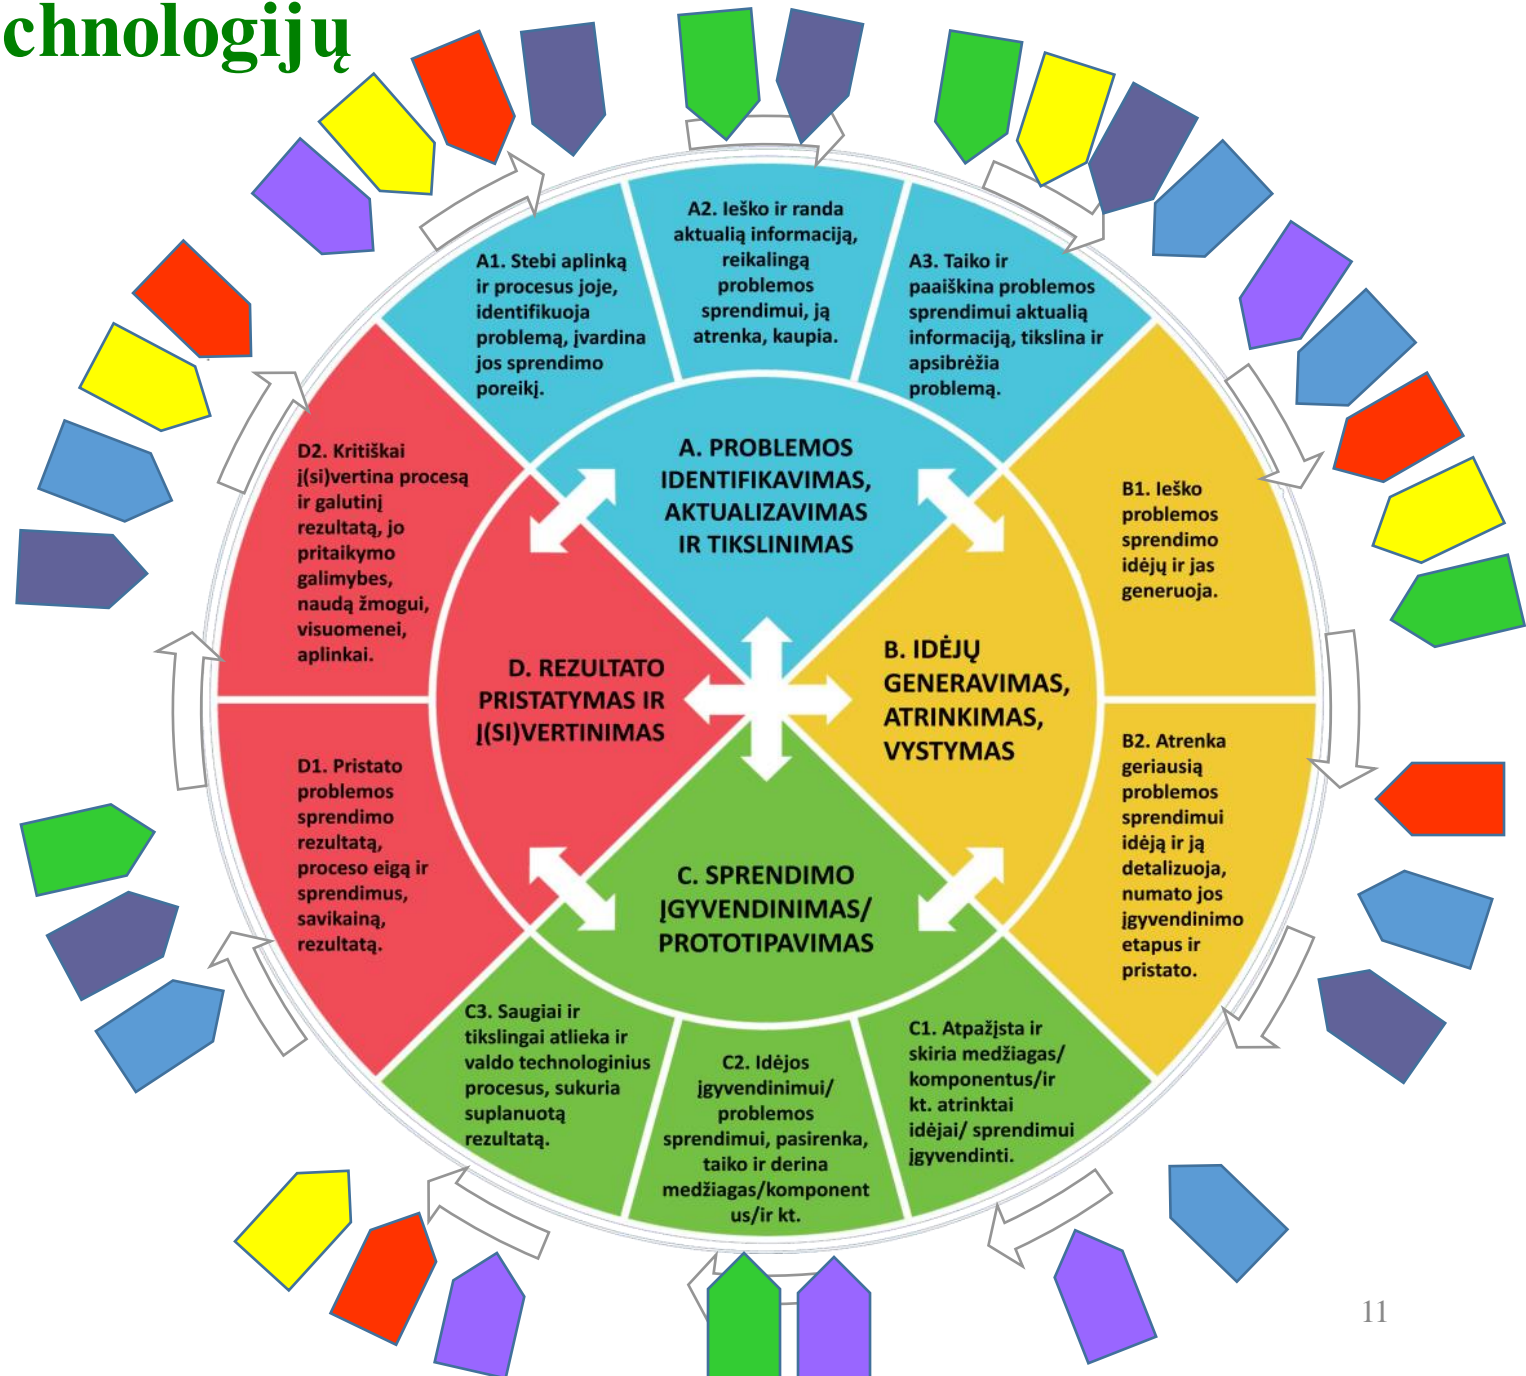 chnologijų
A1. Stebi aplinką
ir procesus joje,
identifikuoja
problemą, įvardina
jos sprendimo
poreikį.
A2. Ieško ir randa
aktualią informaciją,
reikalingą
problemos
sprendimui, ją
atrenka, kaupia.
A3. Taiko ir
paaiškina problemos
sprendimui aktualią
informaciją, tikslina ir
apsibrėžia
problemą.
A. PROBLEMOS
IDENTIFIKAVIMAS,
AKTUALIZAVIMAS
IR TIKSLINIMAS
B1. Ieško
problemos
sprendimo
idėjų ir jas
generuoja.
B. IDĖJŲ
GENERAVIMAS,
ATRINKIMAS,
VYSTYMAS
B2. Atrenka
geriausią
problemos
sprendimui
idėją ir ją
detalizuoja,
numato jos
įgyvendinimo
etapus ir
pristato.
C. SPRENDIMO
ĮGYVENDINIMAS/
PROTOTIPAVIMAS
C1. Atpažįsta ir
skiria medžiagas/
komponentus/ir
kt. atrinktai
idėjai/ sprendimui
įgyvendinti.
C2. Idėjos
įgyvendinimui/
problemos
sprendimui, pasirenka,
taiko ir derina
medžiagas/komponent
us/ir kt.
C3. Saugiai ir
tikslingai atlieka ir
valdo technologinius
procesus, sukuria
suplanuotą
rezultatą.
D. REZULTATO
PRISTATYMAS IR
Į(SI)VERTINIMAS
D1. Pristato
problemos
sprendimo
rezultatą,
proceso eigą ir
sprendimus,
savikainą,
rezultatą.
D2. Kritiškai
į(si)vertina procesą
ir galutinį
rezultatą, jo
pritaikymo
galimybes,
naudą žmogui,
visuomenei,
aplinkai.
11